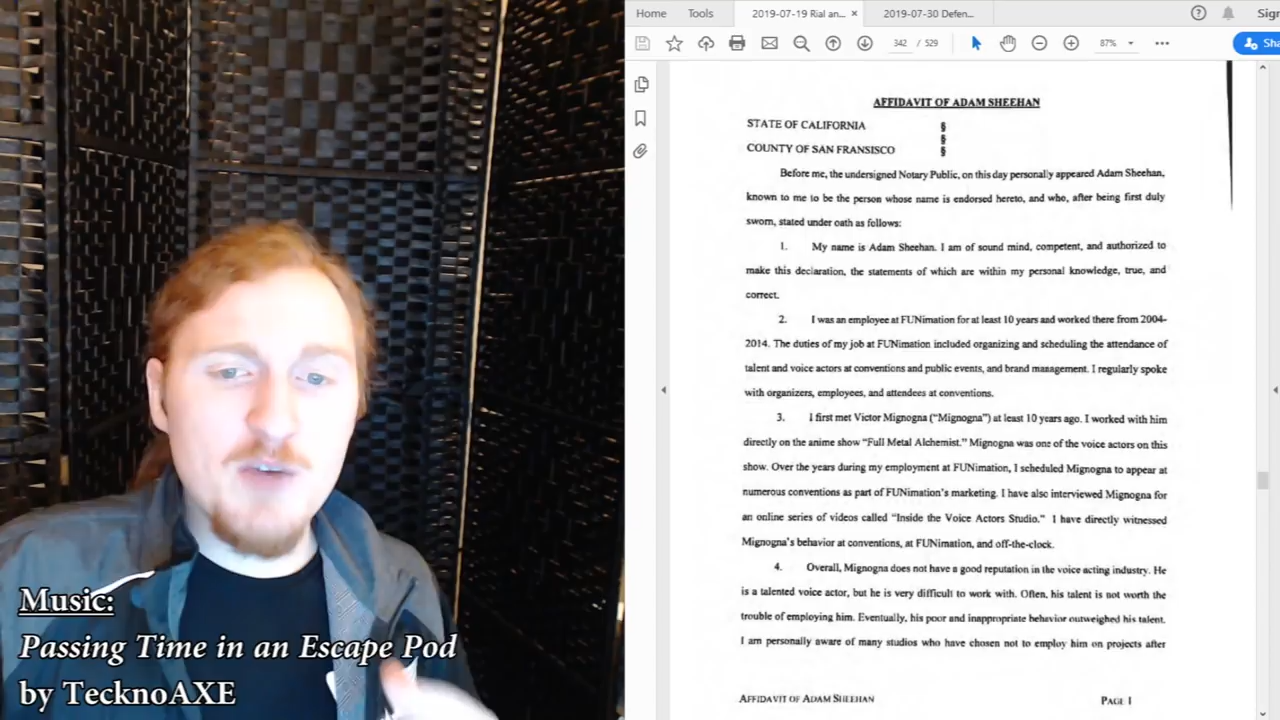 Home
Tools
2019-07-19 Rial an... ×
2019-07-30 Defen...
Sign
342 / 529
87%
Sha
AFFIDAVIT OF ADAM SHEEHAN
STATE OF CALIFORNIA §
§
COUNTY OF SAN FRANSISCO §
Before me, the undersigned Notary Public, on this day personally appeared Adam Sheehan,
known to me to be the person whose name is endorsed hereto, and who, after being first duly
sworn, stated under oath as follows:
1. My name is Adam Sheehan. I am of sound mind, competent, and authorized to
make this declaration, the statements of which are within my personal knowledge, true, and
correct.
2. I was an employee at FUNimation for at least 10 years and worked there from 2004-
2014. The duties of my job at FUNimation included organizing and scheduling the attendance of
talent and voice actors at conventions and public events, and brand management. I regularly spoke
with organizers, employees, and attendees at conventions.
3. I first met Victor Mignogna ("Mignogna") at least 10 years ago. I worked with him
directly on the anime show "Full Metal Alchemist." Mignogna was one of the voice actors on this
show. Over the years during my employment at FUNimation, I scheduled Mignogna to appear at
numerous conventions as part of FUNimation's marketing. I have also interviewed Mignogna for
an online series of videos called "Inside the Voice Actors Studio." I have directly witnessed
Mignogna's behavior at conventions, at FUNimation, and off-the-clock.
4. Overall, Mignogna does not have a good reputation in the voice acting industry. He
is a talented voice actor, but he is very difficult to work with. Often, his talent is not worth the
trouble of employing him. Eventually, his poor and inappropriate behavior outweighed his talent.
I am personally aware of many studios who have chosen not to employ him on projects after
AFFIDAVIT OF ADAM SHEEHAN PAGE 1
Music:
Passing Time in an Escape Pod
by TecknoAXE